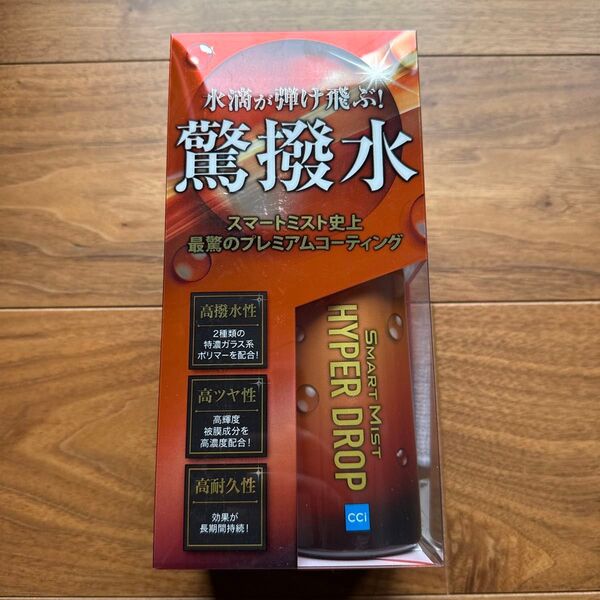 水滴が弾け飛ぶ!
驚撥水
スマートミスト史上
最驚のプレミアムコーティング
高撥水性
2種類の
特濃ガラス系
ポリマーを配合!
高ツヤ性
高輝度
被膜成分を
高濃度配合!
高耐久性
効果が
長期間持続!
SMART MIST
HYPER DROP
CCI